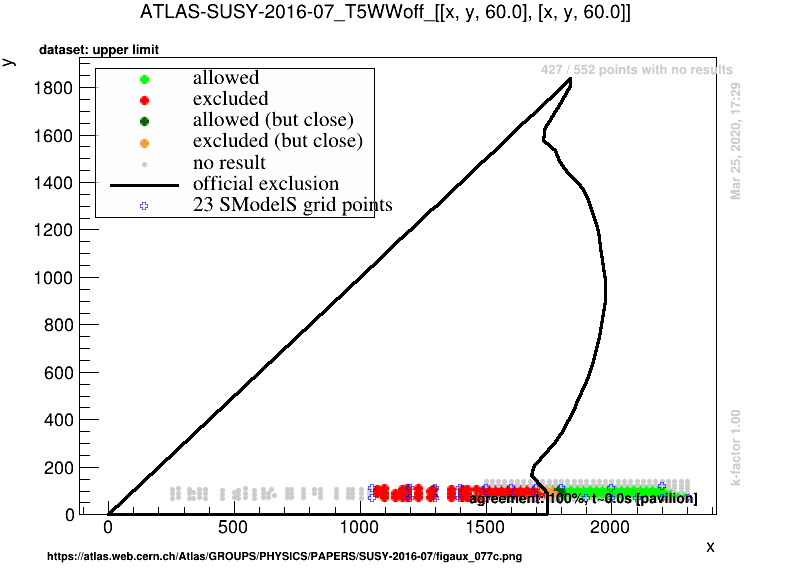 ATLAS-SUSY-2016-07_T5WWoff_[[x, y, 60.0], [x, y, 60.0]]
dataset: upper limit
y
427 / 552 points with no results
allowed
excluded
allowed (but close)
excluded (but close)
no result
official exclusion
23 SModelS grid points
Mar 25, 2020, 17:29
k-factor 1.00
1800
1600
1400
1200
1000
800
600
400
200
0
agreement: 100%, t~0.0s [pavilion]
0 500 1000 1500 2000
x
https://atlas.web.cern.ch/Atlas/GROUPS/PHYSICS/PAPERS/SUSY-2016-07/figaux_077c.png